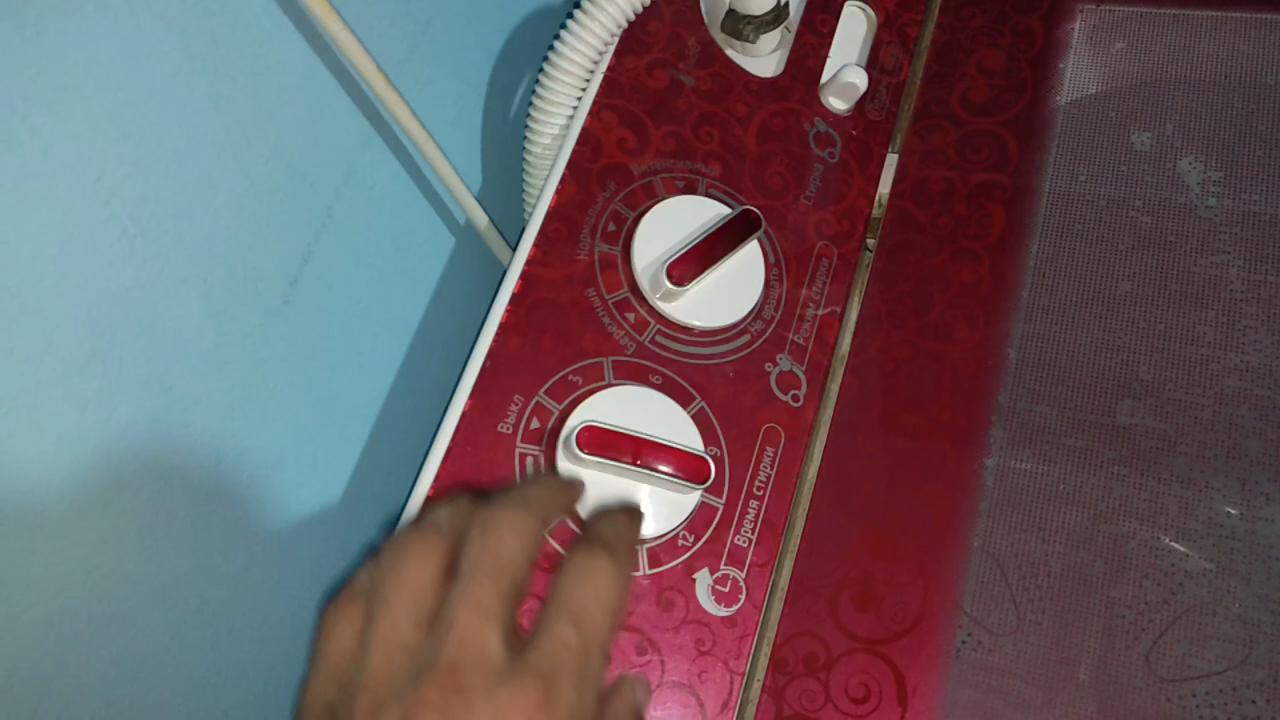 Стирка
Интенсивный
Нормальный
Бережный
Не вращать
Режим стирки
Выкл
3
6
9
12
Время стирки